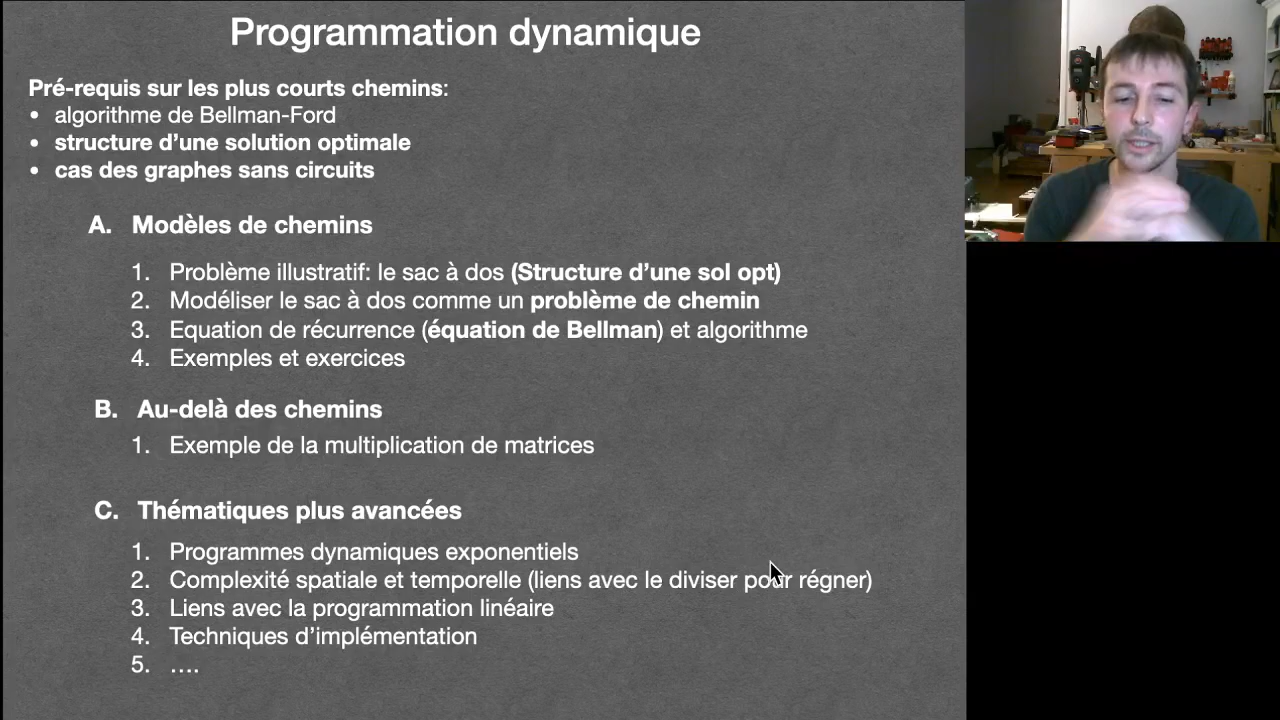 Programmation dynamique
Pré-requis sur les plus courts chemins:
• algorithme de Bellman-Ford
• structure d'une solution optimale
• cas des graphes sans circuits
A. Modèles de chemins
1. Problème illustratif: le sac à dos (Structure d'une sol opt)
2. Modéliser le sac à dos comme un problème de chemin
3. Equation de récurrence (équation de Bellman) et algorithme
4. Exemples et exercices
B. Au-delà des chemins
1. Exemple de la multiplication de matrices
C. Thématiques plus avancées
1. Programmes dynamiques exponentiels
2. Complexité spatiale et temporelle (liens avec le diviser pour régner)
3. Liens avec la programmation linéaire
4. Techniques d'implémentation
5. ....